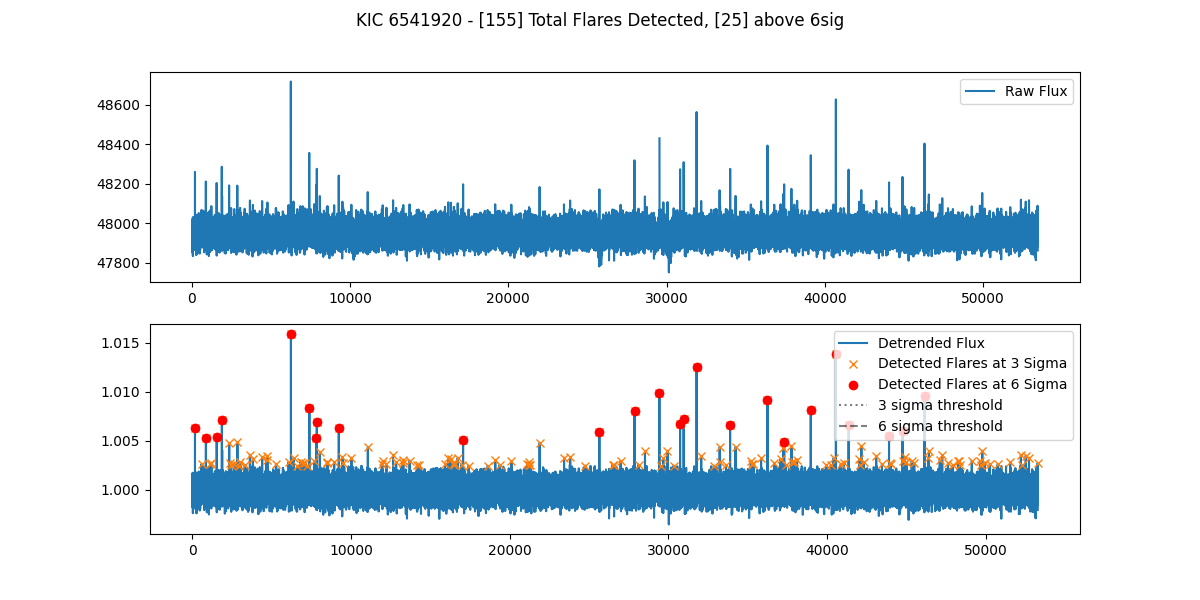 KIC 6541920 - [155] Total Flares Detected, [25] above 6sig
48600
48400
48200
48000
47800
Raw Flux
0 10000 20000 30000 40000 50000
1.015
1.010
1.005
1.000
Detrended Flux
Detected Flares at 3 Sigma
Detected Flares at 6 Sigma
3 sigma threshold
6 sigma threshold
0 10000 20000 30000 40000 50000